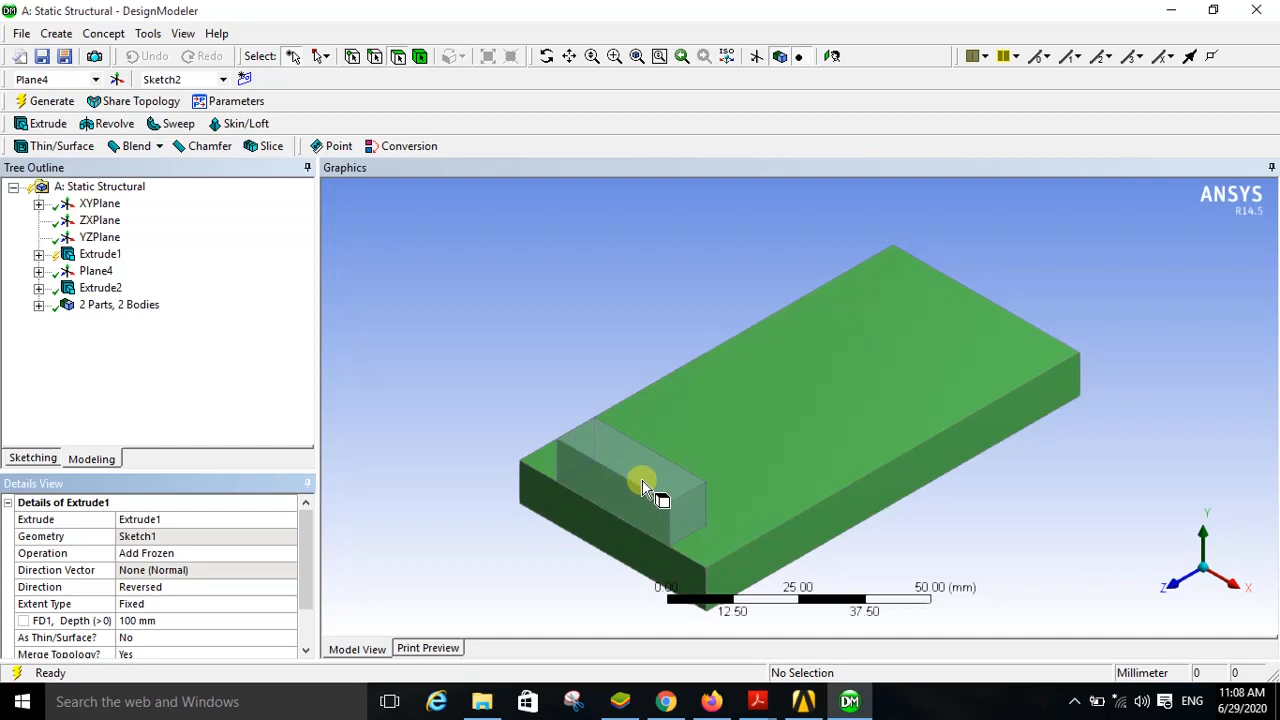 A: Static Structural - DesignModeler
File Create Concept Tools View Help
Undo Redo Select:
Plane4 Sketch2
Generate Share Topology Parameters
Extrude Revolve Sweep Skin/Loft
Thin/Surface Blend Chamfer Slice Point Conversion
Tree Outline
A: Static Structural
XYPlane
ZXPlane
YZPlane
Extrude1
Plane4
Extrude2
2 Parts, 2 Bodies
Sketching Modeling
Details View
Details of Extrude1
Extrude Extrude1
Geometry Sketch1
Operation Add Frozen
Direction Vector None (Normal)
Direction Reversed
Extent Type Fixed
FD1, Depth (>0) 100 mm
As Thin/Surface? No
Merge Topology? Yes
Graphics
ANSYS
R14.5
Y
Z X
0.00 25.00 50.00 (mm)
12.50 37.50
Model View Print Preview
Ready No Selection Millimeter 0 0
Search the web and Windows
ENG
11:08 AM
6/29/2020